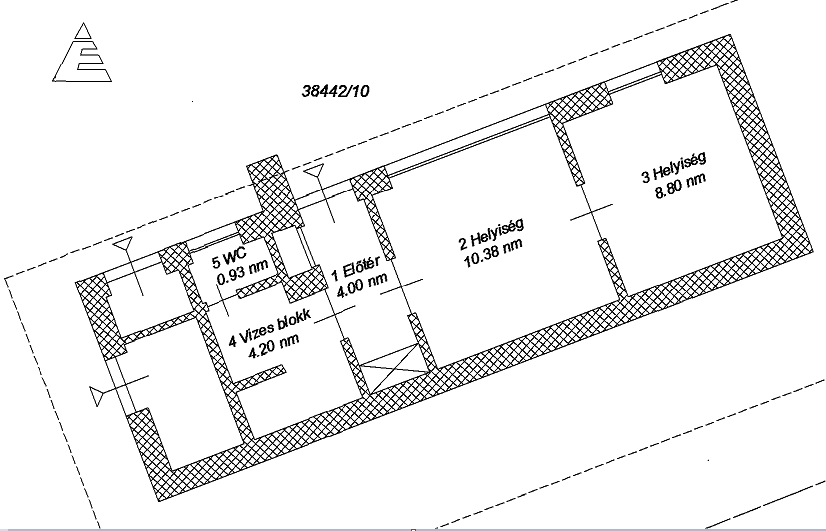 38442/10
3 Helyiség
8.80 nm
2 Helyiség
10.38 nm
5 WC
0.93 nm
1 Előtér
4.00 nm
4 Vizes blokk
4.20 nm